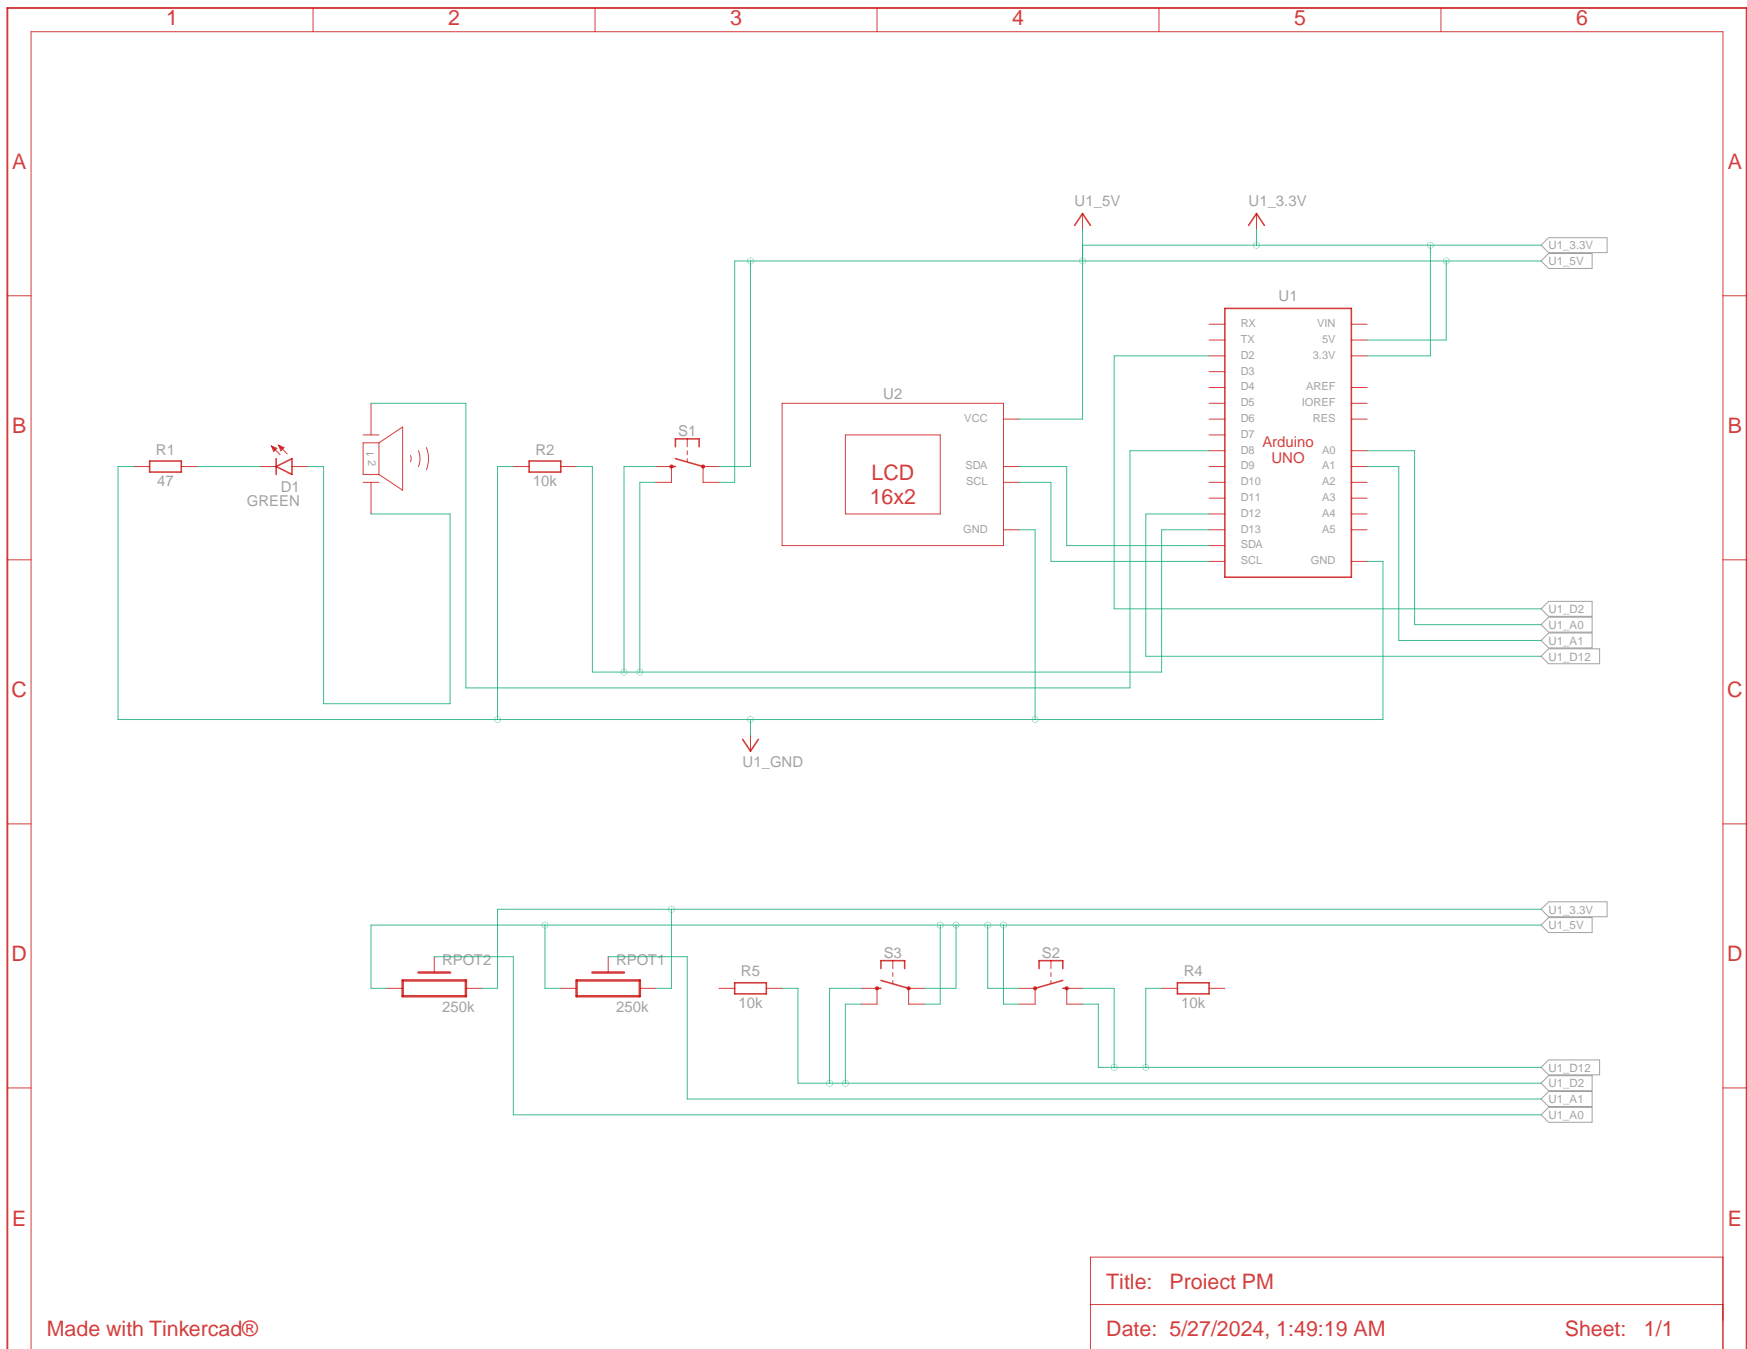 1 2 3 4 5 6
A A
U1_5V U1_3.3V
U1_3.3V
U1_5V
U1
RX VIN
TX 5V
D2 3.3V
D3
D4 AREF
D5 IOREF
D6 RES
D7
Arduino
UNO
D8 A0
D9 A1
D10 A2
D11 A3
D12 A4
D13 A5
SDA
SCL GND
U2
VCC
SDA
SCL
GND
LCD
16x2
B B
S1
R1
47
D1
GREEN
1 2
R2
10k
U1_D2
U1_A0
U1_A1
U1_D12
C C
U1_GND
U1_3.3V
U1_5V
D D
RPOT2
250k
RPOT1
250k
R5
10k
S3
S2
R4
10k
U1_D12
U1_D2
U1_A1
U1_A0
E E
Title: Proiect PM
Made with Tinkercad®
Date: 5/27/2024, 1:49:19 AM Sheet: 1/1